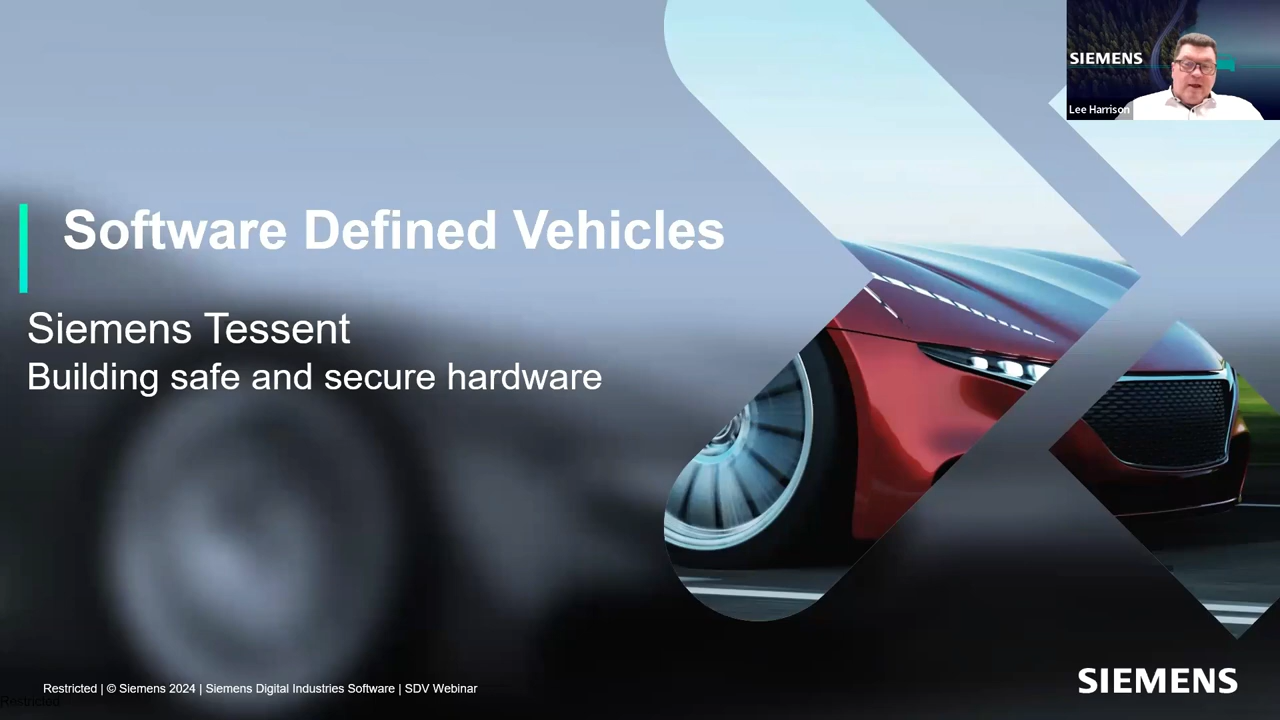 SIEMENS
Lee Harrison
Software Defined Vehicles
Siemens Tessent
Building safe and secure hardware
SIEMENS
Restricted | © Siemens 2024 | Siemens Digital Industries Software | SDV Webinar
Restricted